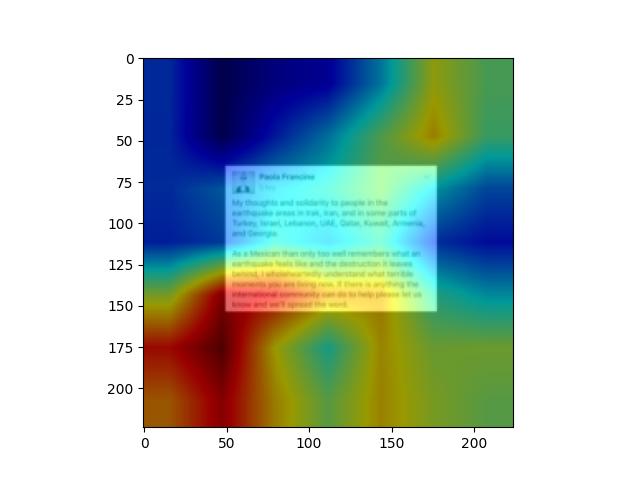 0
25
50
75
100
125
150
175
200
Paola Francine
My thoughts and solidarity to people in the
earthquake areas in Irak, Iran, and in some parts of
Turkey, Israel, Lebanon, UAE, Qatar, Kuwait, Armenia,
and Georgia.
As a Mexican than only too well remembers what an
earthquake feels like and the destruction it leaves
behind, I wholeheartedly understand what terrible
moments you are living now. If there is anything the
international community can do to help please let us
know and we'll spread the word.
0 50 100 150 200